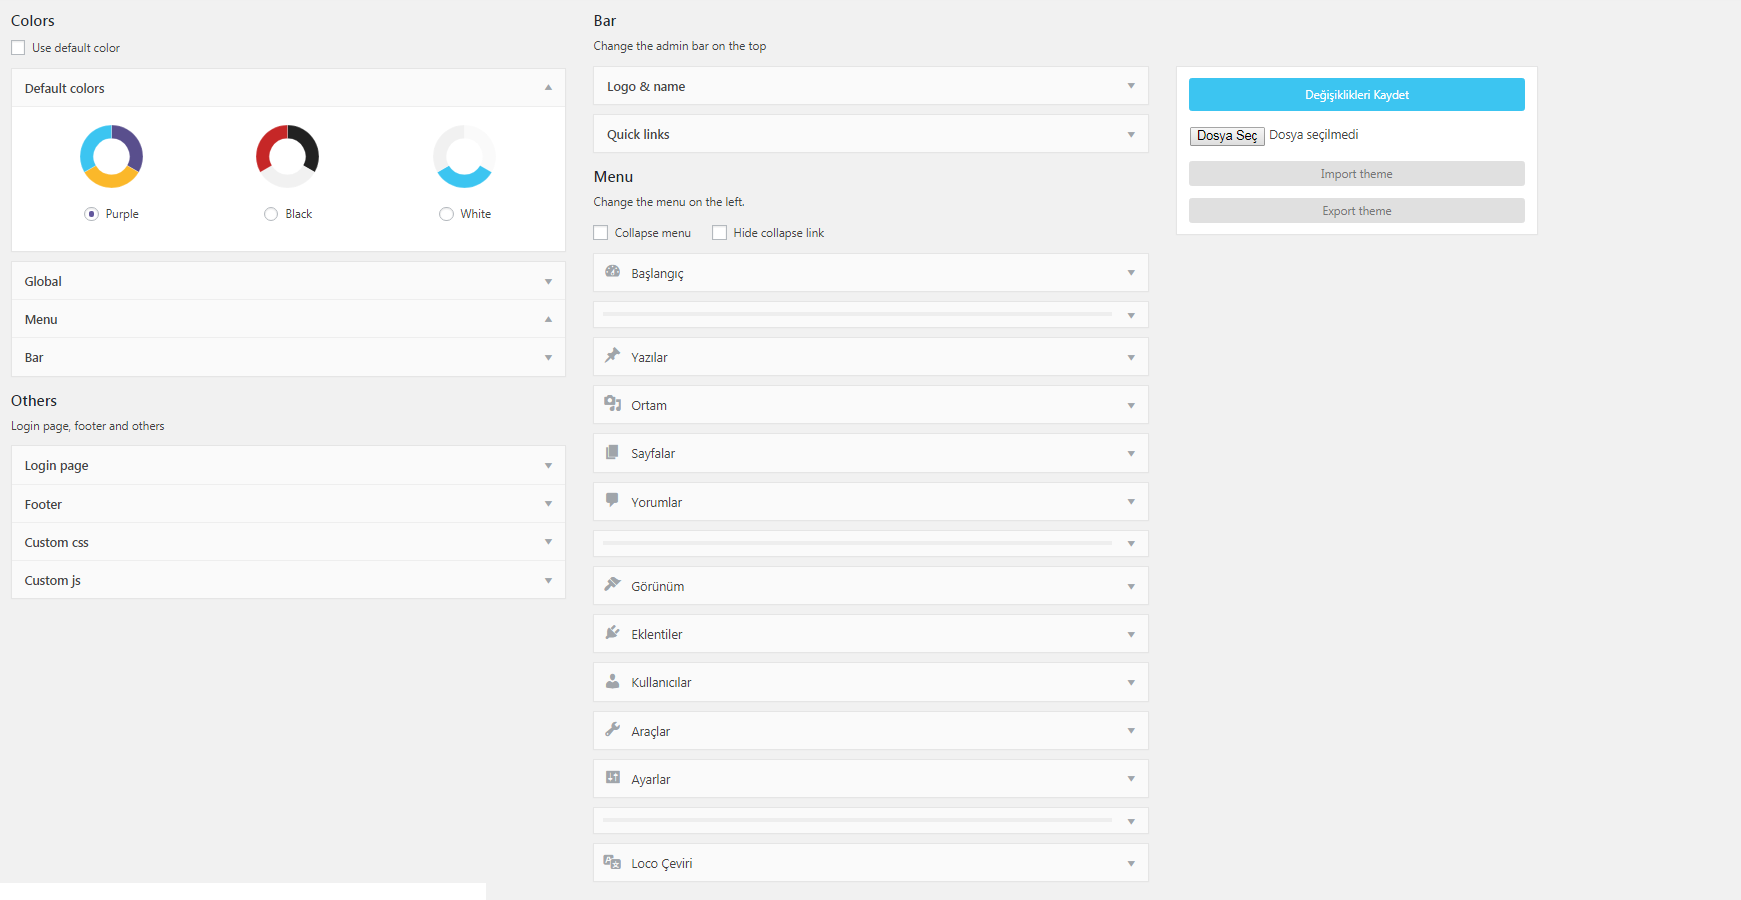 Colors
Use default color
Default colors
Purple
Black
White
Global
Menu
Bar
Others
Login page, footer and others
Login page
Footer
Custom css
Custom js
Bar
Change the admin bar on the top
Logo & name
Quick links
Menu
Change the menu on the left.
Collapse menu
Hide collapse link
Başlangıç
Yazılar
Ortam
Sayfalar
Yorumlar
Görünüm
Eklentiler
Kullanıcılar
Araçlar
Ayarlar
Loco Çeviri
Değişiklikleri Kaydet
Dosya Seç Dosya seçilmedi
Import theme
Export theme